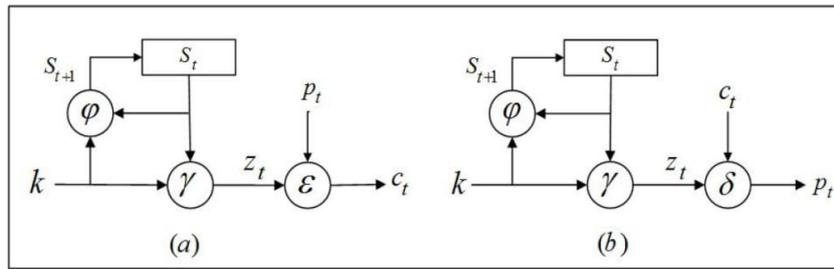 S_t S_t
S_{t+1} p_t S_{t+1} c_t
φ φ
k γ z_t ε c_t k γ z_t δ p_t
(a) (b)